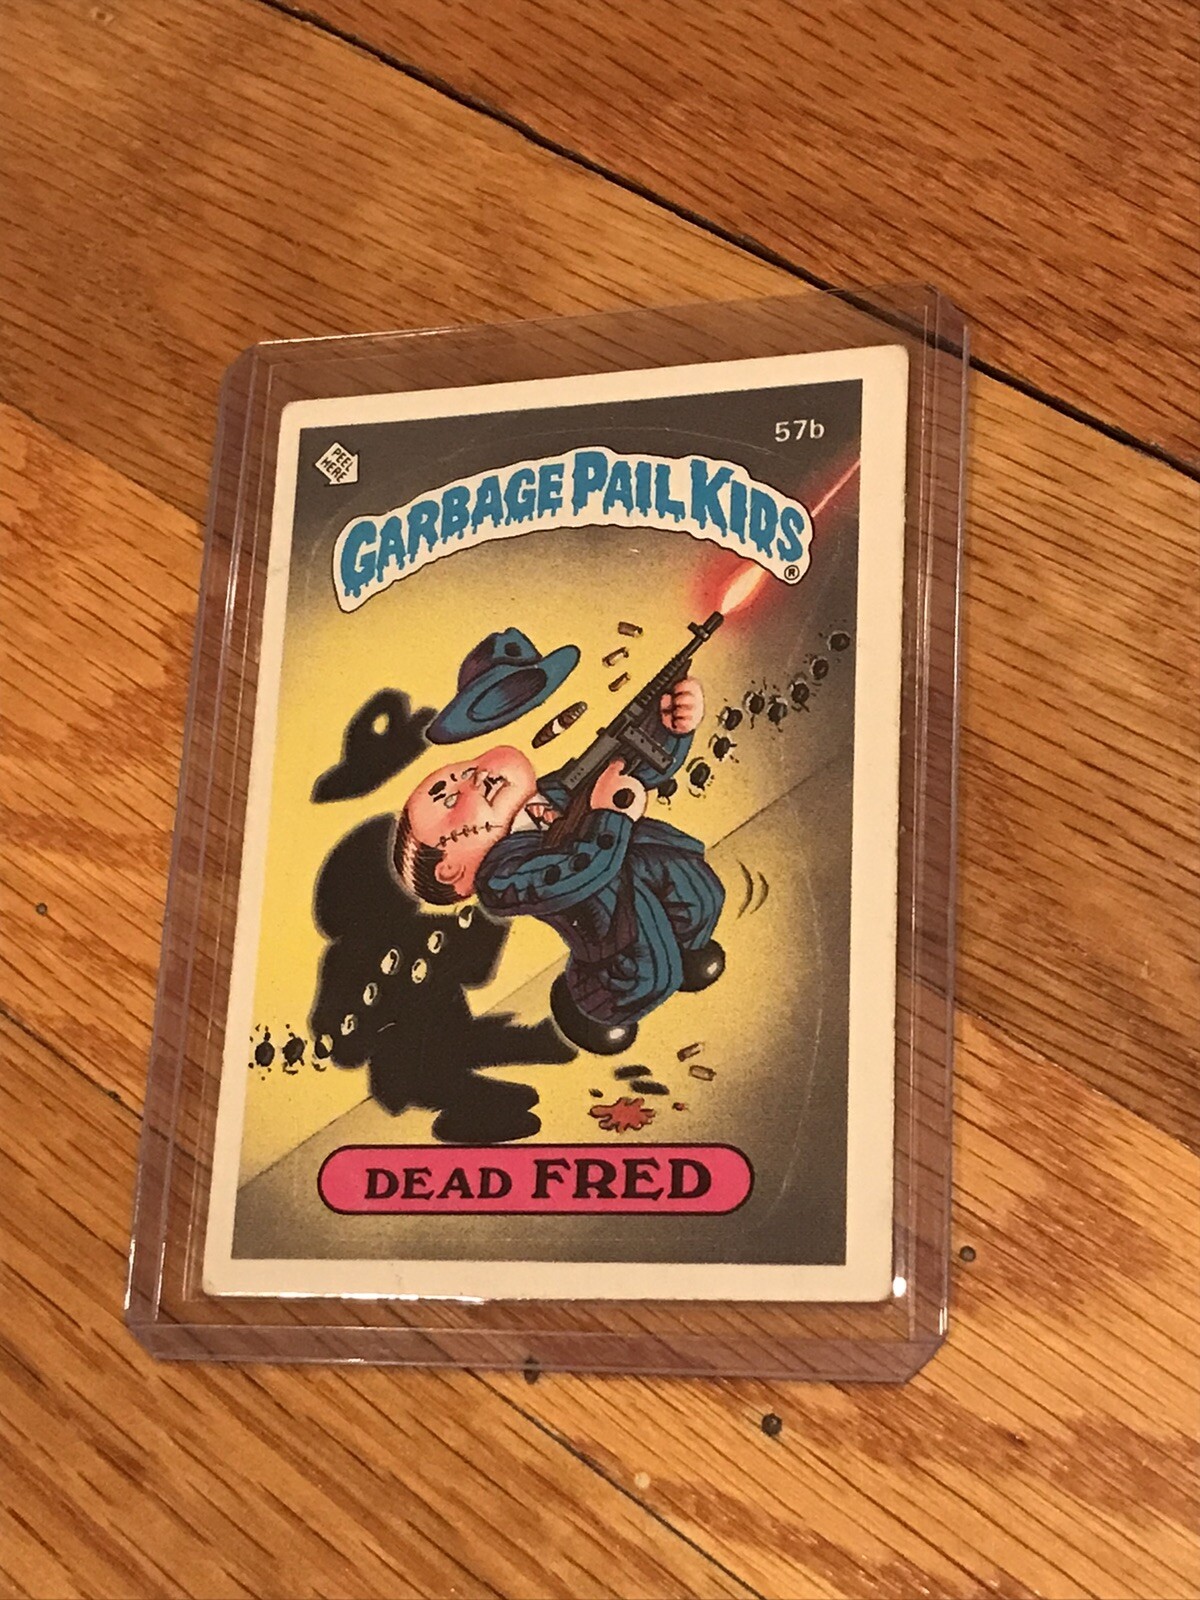 57b
PEEL
HERE
GARBAGE PAIL KIDS
®
DEAD FRED